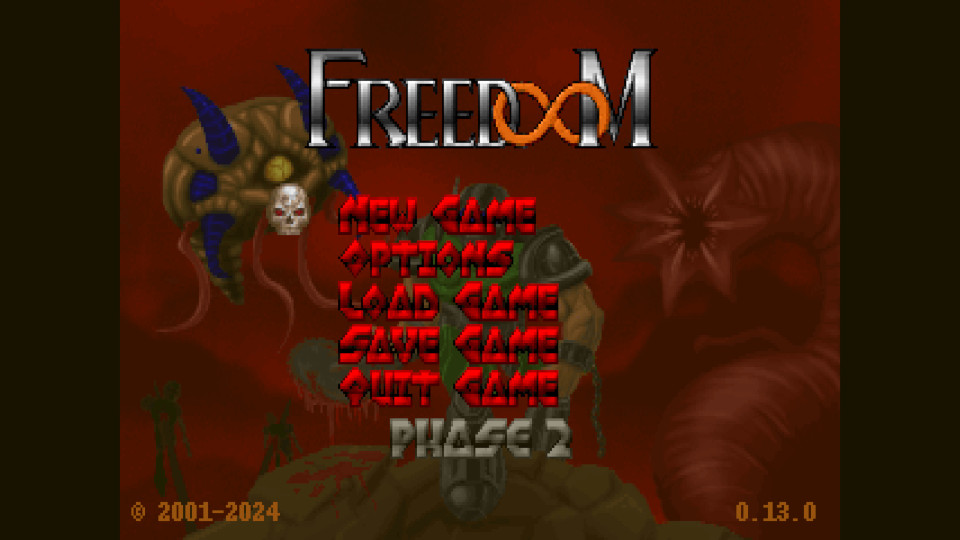 FREEDOOM
NEW GAME
OPTIONS
LOAD GAME
SAVE GAME
QUIT GAME
PHASE 2
© 2001-2024
0.13.0